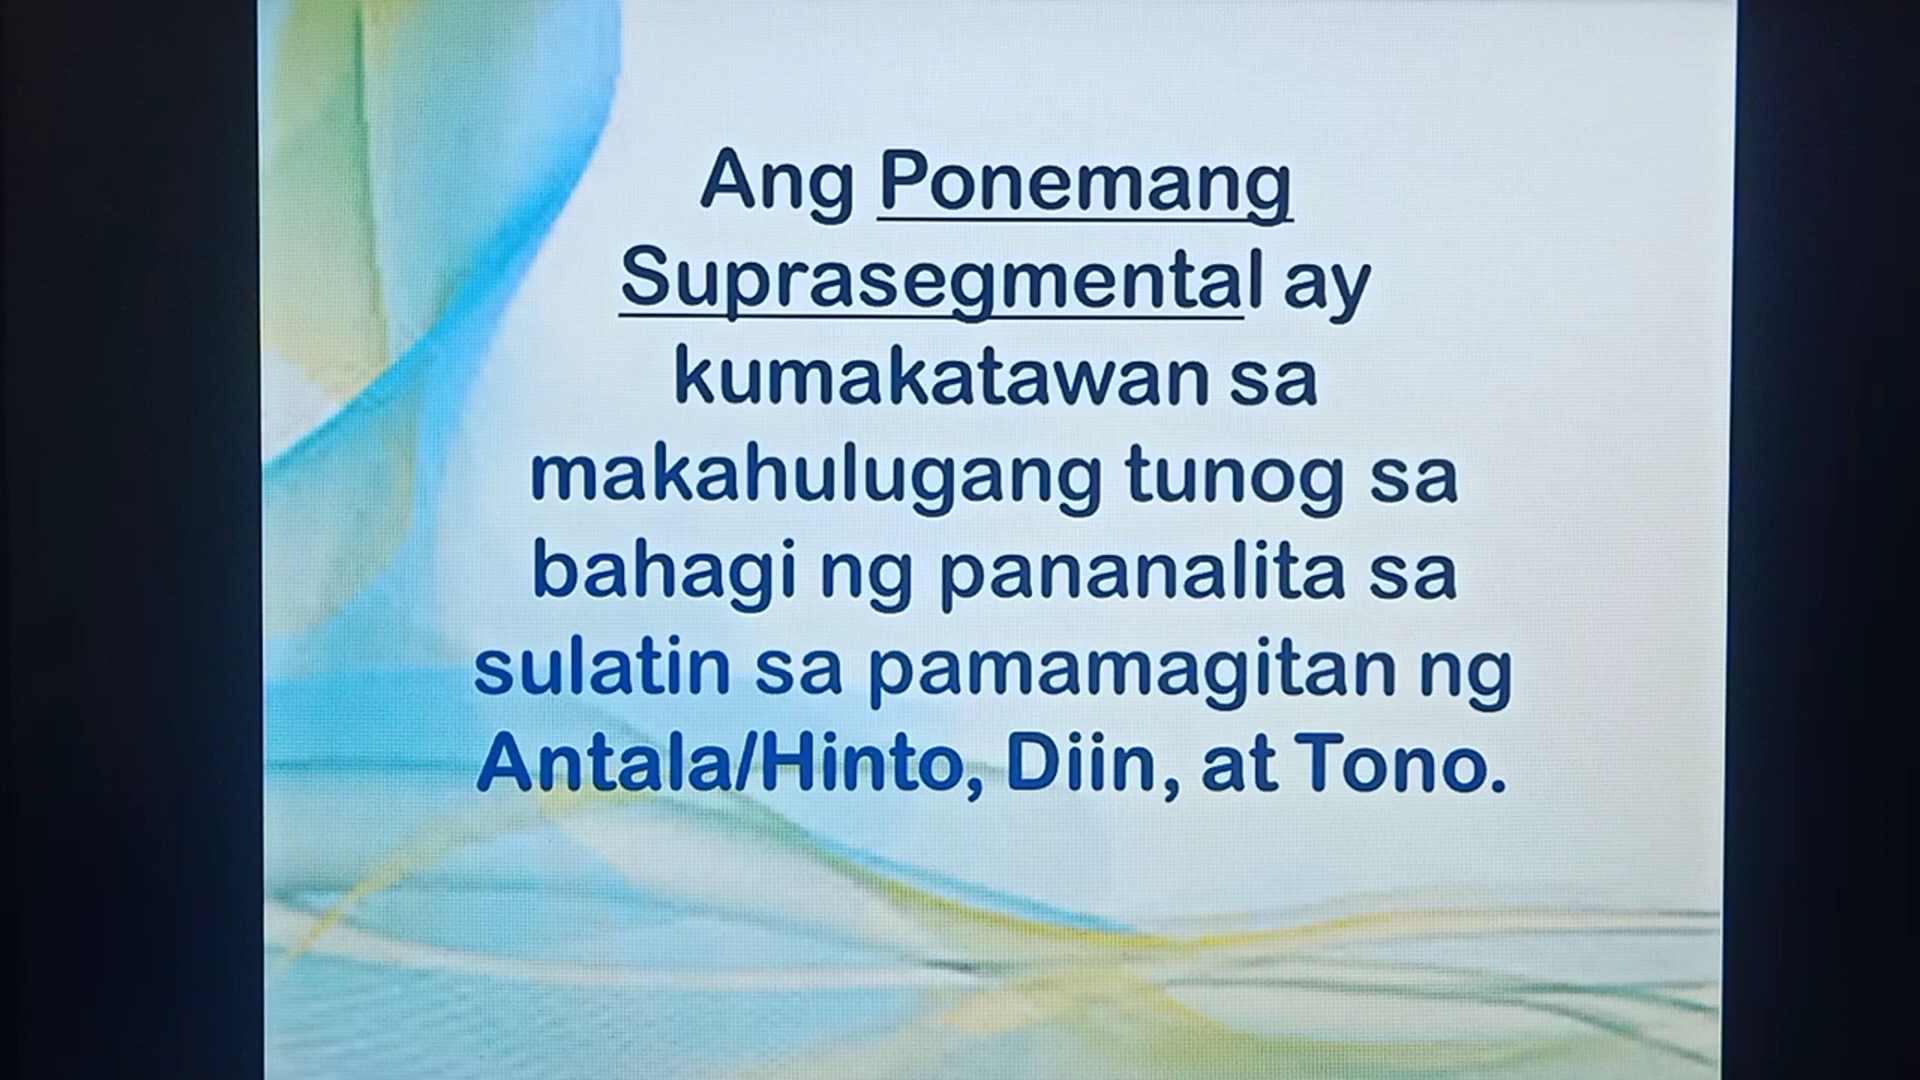 Ang Ponemang
Suprasegmental ay
kumakatawan sa
makahulugang tunog sa
bahagi ng pananalita sa
sulatin sa pamamagitan ng
Antala/Hinto, Diin, at Tono.